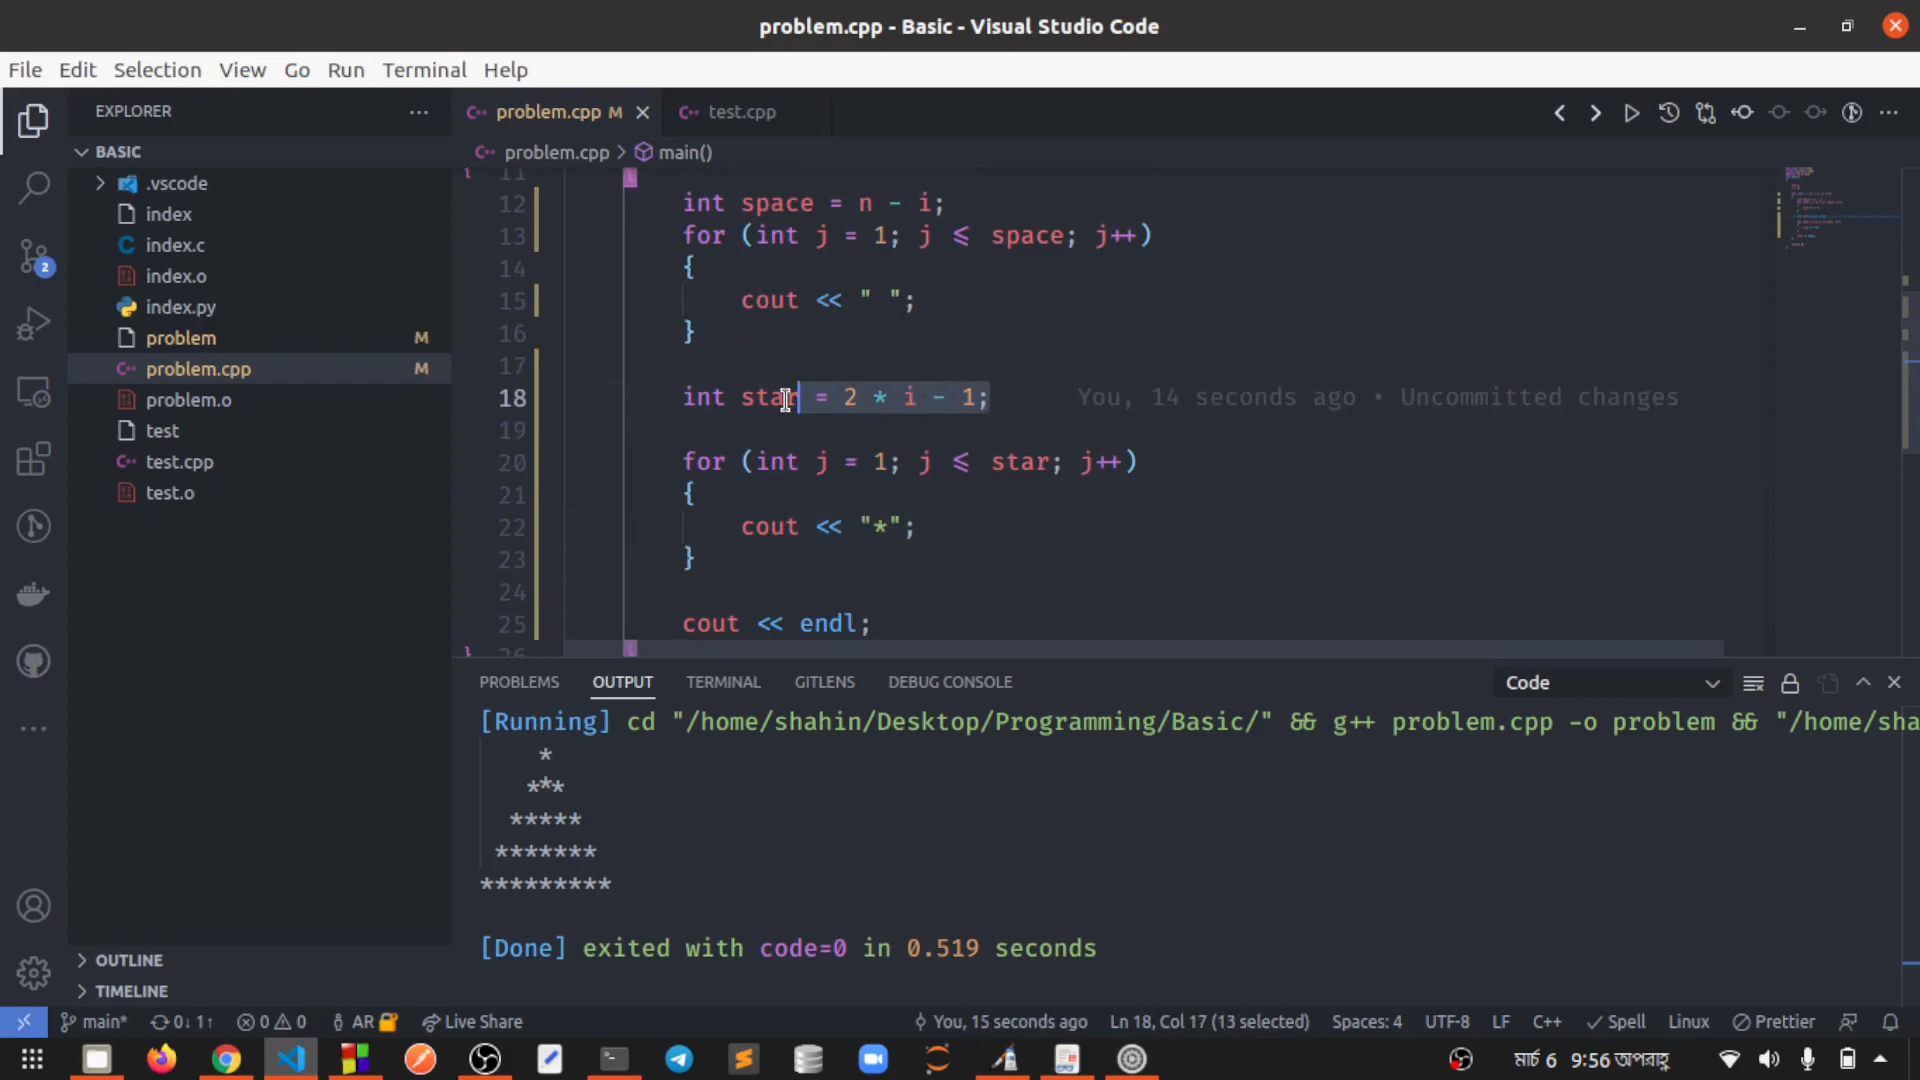 problem.cpp - Basic - Visual Studio Code
File Edit Selection View Go Run Terminal Help
EXPLORER
problem.cpp M
test.cpp
BASIC
problem.cpp > main()
.vscode
index
index.c
index.o
index.py
problem M
problem.cpp M
problem.o
test
test.cpp
test.o
OUTLINE
TIMELINE
11 {
12 int space = n - i;
13 for (int j = 1; j <= space; j++)
14 {
15 cout << " ";
16 }
17
18 int star = 2 * i - 1; You, 14 seconds ago • Uncommitted changes
19
20 for (int j = 1; j <= star; j++)
21 {
22 cout << "*";
23 }
24
25 cout << endl;
26
PROBLEMS OUTPUT TERMINAL GITLENS DEBUG CONSOLE Code
[Running] cd "/home/shahin/Desktop/Programming/Basic/" && g++ problem.cpp -o problem && "/home/sha
*
***
*****
*******
*********
[Done] exited with code=0 in 0.519 seconds
2
main* 0↓ 1↑ 0 0 AR Live Share You, 15 seconds ago Ln 18, Col 17 (13 selected) Spaces: 4 UTF-8 LF C++ Spell Linux Prettier
মার্চ 6 9:56 অপরাহ্ণ